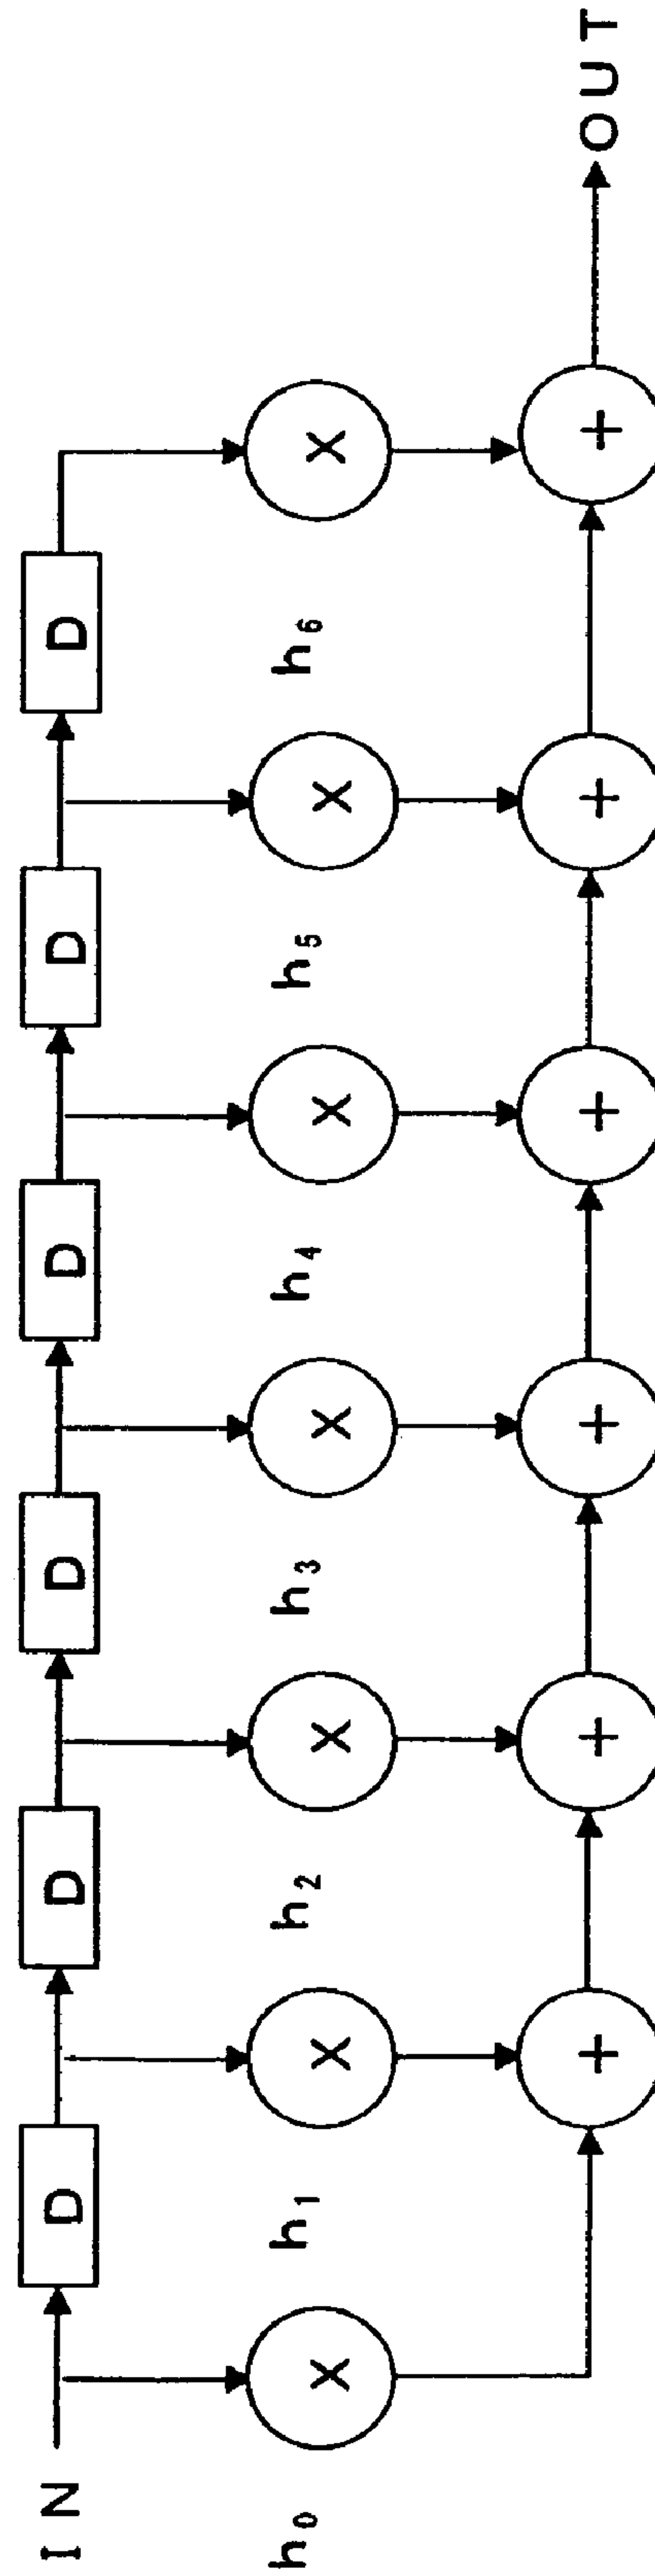 IN
D D D D D D
h0 h1 h2 h3 h4 h5 h6
X X X X X X X
+ + + + + +
OUT